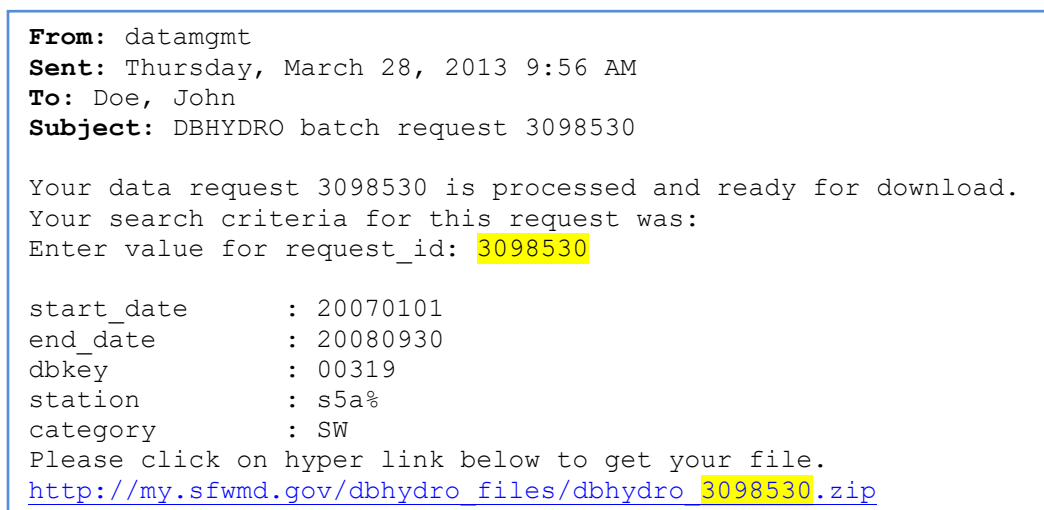 From: datamgmt
Sent: Thursday, March 28, 2013 9:56 AM
To: Doe, John
Subject: DBHYDRO batch request 3098530
Your data request 3098530 is processed and ready for download.
Your search criteria for this request was:
Enter value for request_id: 3098530
start_date : 20070101
end_date : 20080930
dbkey : 00319
station : s5a%
category : SW
Please click on hyper link below to get your file.
http://my.sfwmd.gov/dbhydro_files/dbhydro_3098530.zip